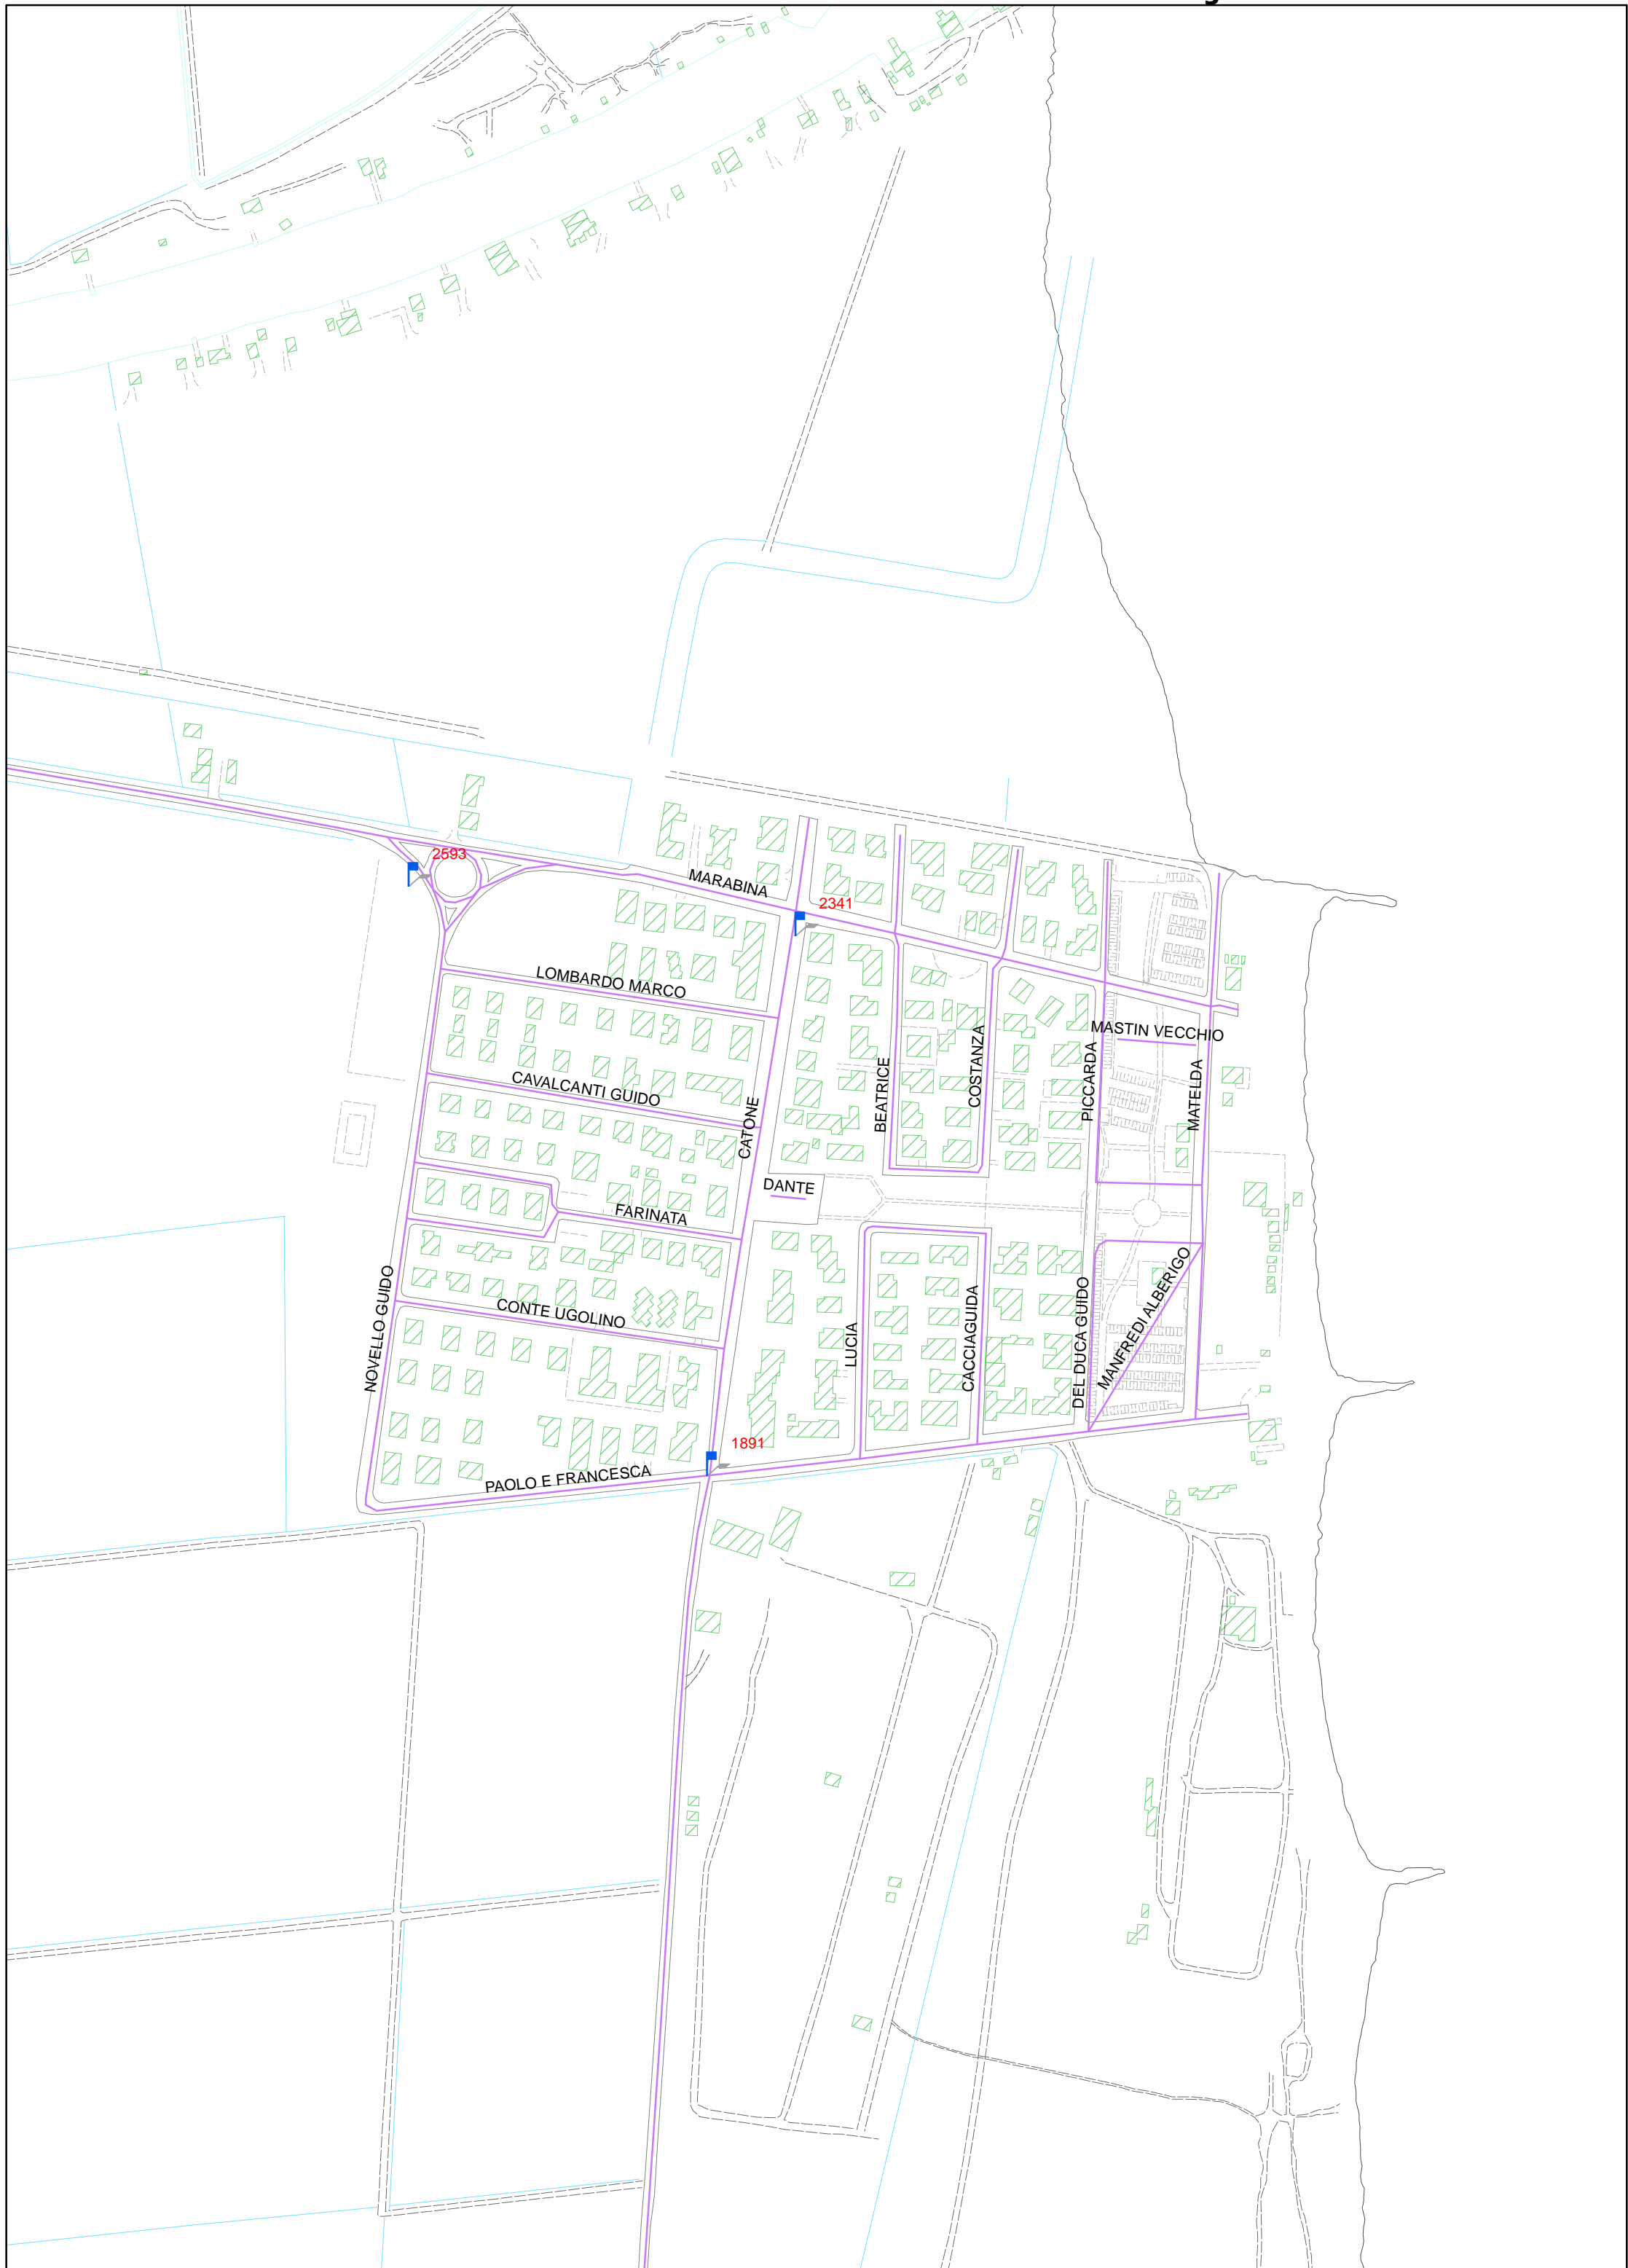 2593
MARABINA
2341
LOMBARDO MARCO
MASTIN VECCHIO
CAVALCANTI GUIDO
CATONE
BEATRICE
COSTANZA
PICCARDA
MATELDA
DANTE
FARINATA
NOVELLO GUIDO
CONTE UGOLINO
LUCIA
CACCIAGUIDA
DEL DUCA GUIDO
MANFREDI ALBERIGO
1891
PAOLO E FRANCESCA